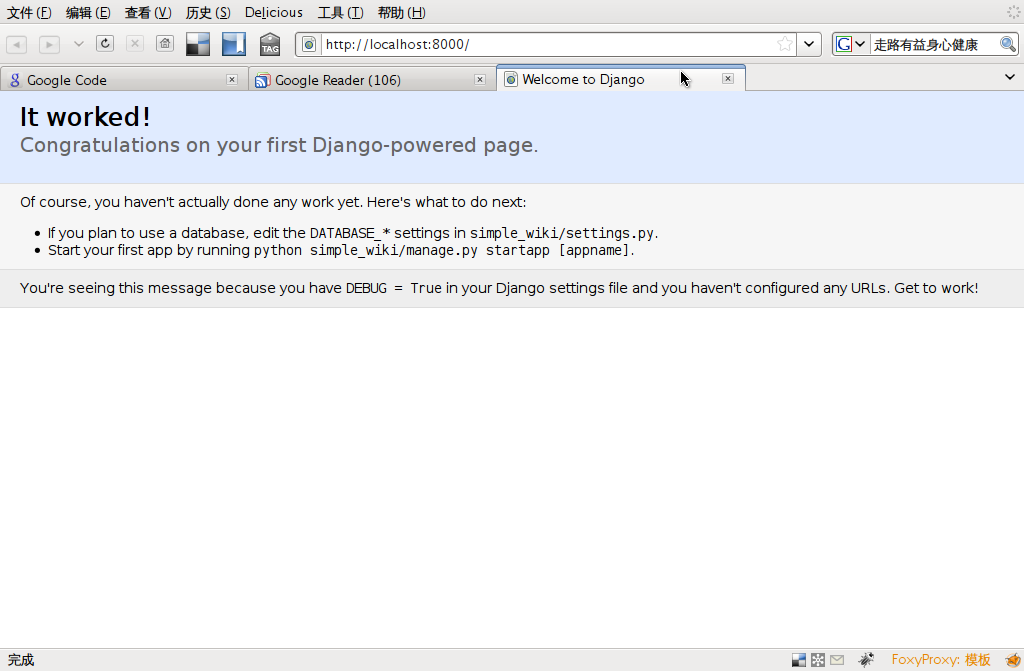 文件 (F) 编辑 (E) 查看 (V) 历史 (S) Delicious 工具 (T) 帮助 (H)
TAG http://localhost:8000/ G 走路有益身心健康
g Google Code Google Reader (106) Welcome to Django
It worked!
Congratulations on your first Django-powered page.
Of course, you haven't actually done any work yet. Here's what to do next:
• If you plan to use a database, edit the DATABASE_* settings in simple_wiki/settings.py.
• Start your first app by running python simple_wiki/manage.py startapp [appname].
You're seeing this message because you have DEBUG = True in your Django settings file and you haven't configured any URLs. Get to work!
完成 FoxyProxy: 模板